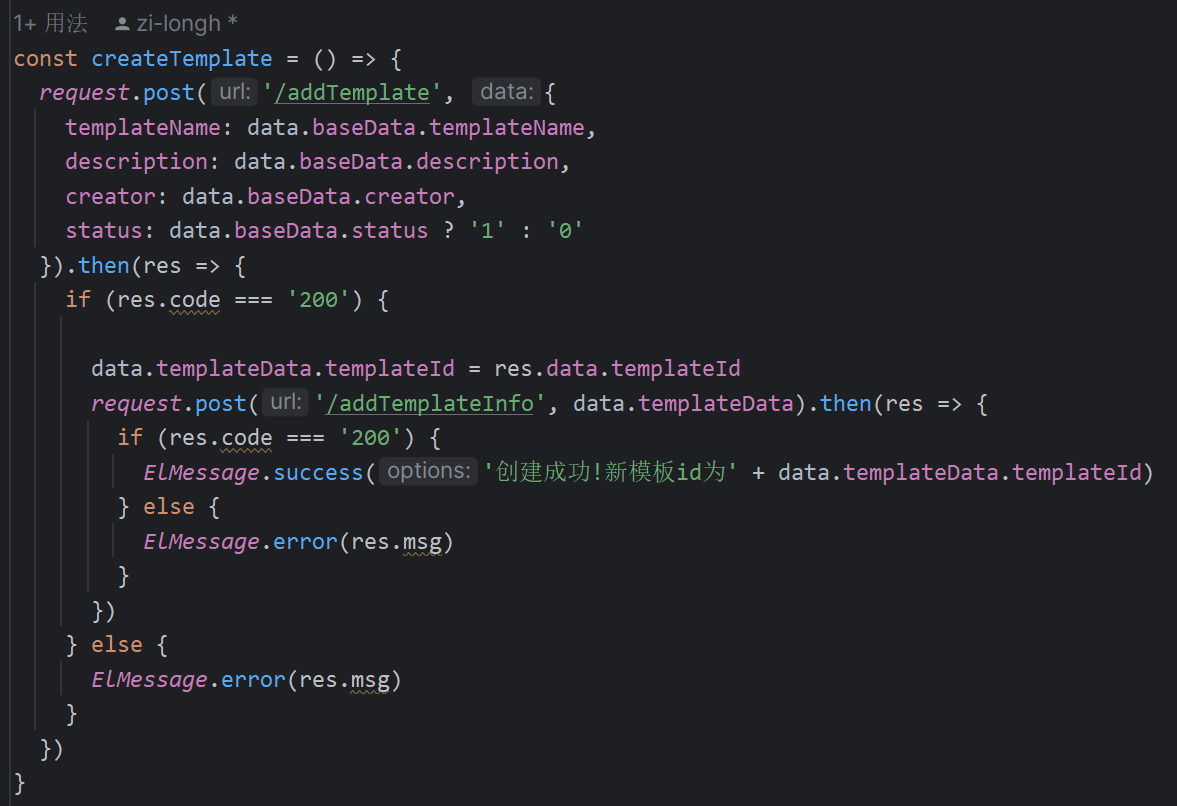 1+ 用法 zi-longh *
const createTemplate = () => {
request.post( url: '/addTemplate', data: {
templateName: data.baseData.templateName,
description: data.baseData.description,
creator: data.baseData.creator,
status: data.baseData.status ? '1' : '0'
}).then(res => {
if (res.code === '200') {
data.templateData.templateId = res.data.templateId
request.post( url: '/addTemplateInfo', data.templateData).then(res => {
if (res.code === '200') {
ElMessage.success( options: '创建成功!新模板id为' + data.templateData.templateId)
} else {
ElMessage.error(res.msg)
}
})
} else {
ElMessage.error(res.msg)
}
})
}